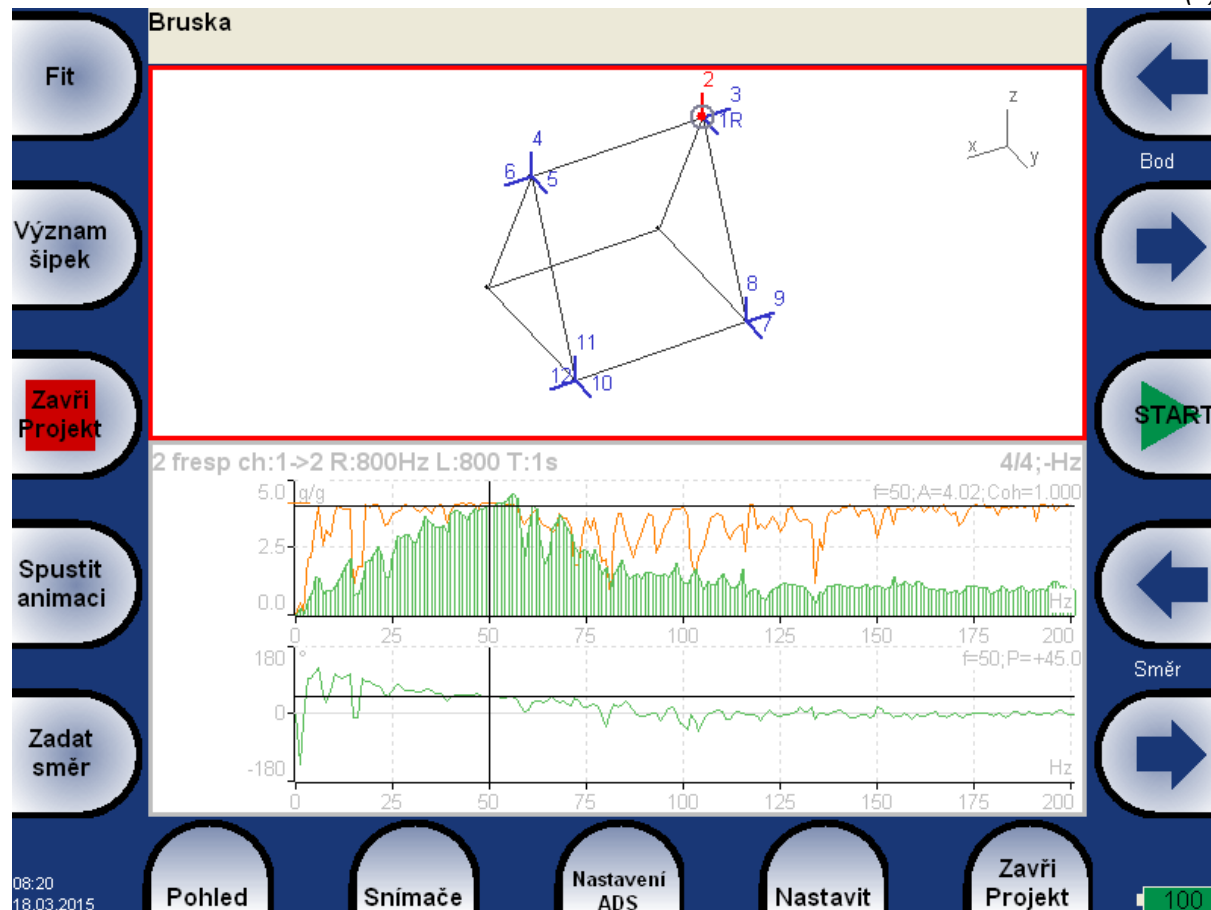 Bruska
Fit
Význam
šipek
Zavři
Projekt
Spustit
animaci
Zadat
směr
2
3
1R
4
6
5
8
9
7
11
12
10
z
x
y
Bod
START
Směr
2 fresp ch:1->2 R:800Hz L:800 T:1s
4/4;-Hz
5.0
g/g
f=50;A=4.02;Coh=1.000
2.5
0.0
Hz
0 25 50 75 100 125 150 175 200
180
°
f=50;P=+45.0
0
-180
Hz
0 25 50 75 100 125 150 175 200
08:20
18.03.2015
Pohled
Snímače
Nastavení
ADS
Nastavit
Zavři
Projekt
100